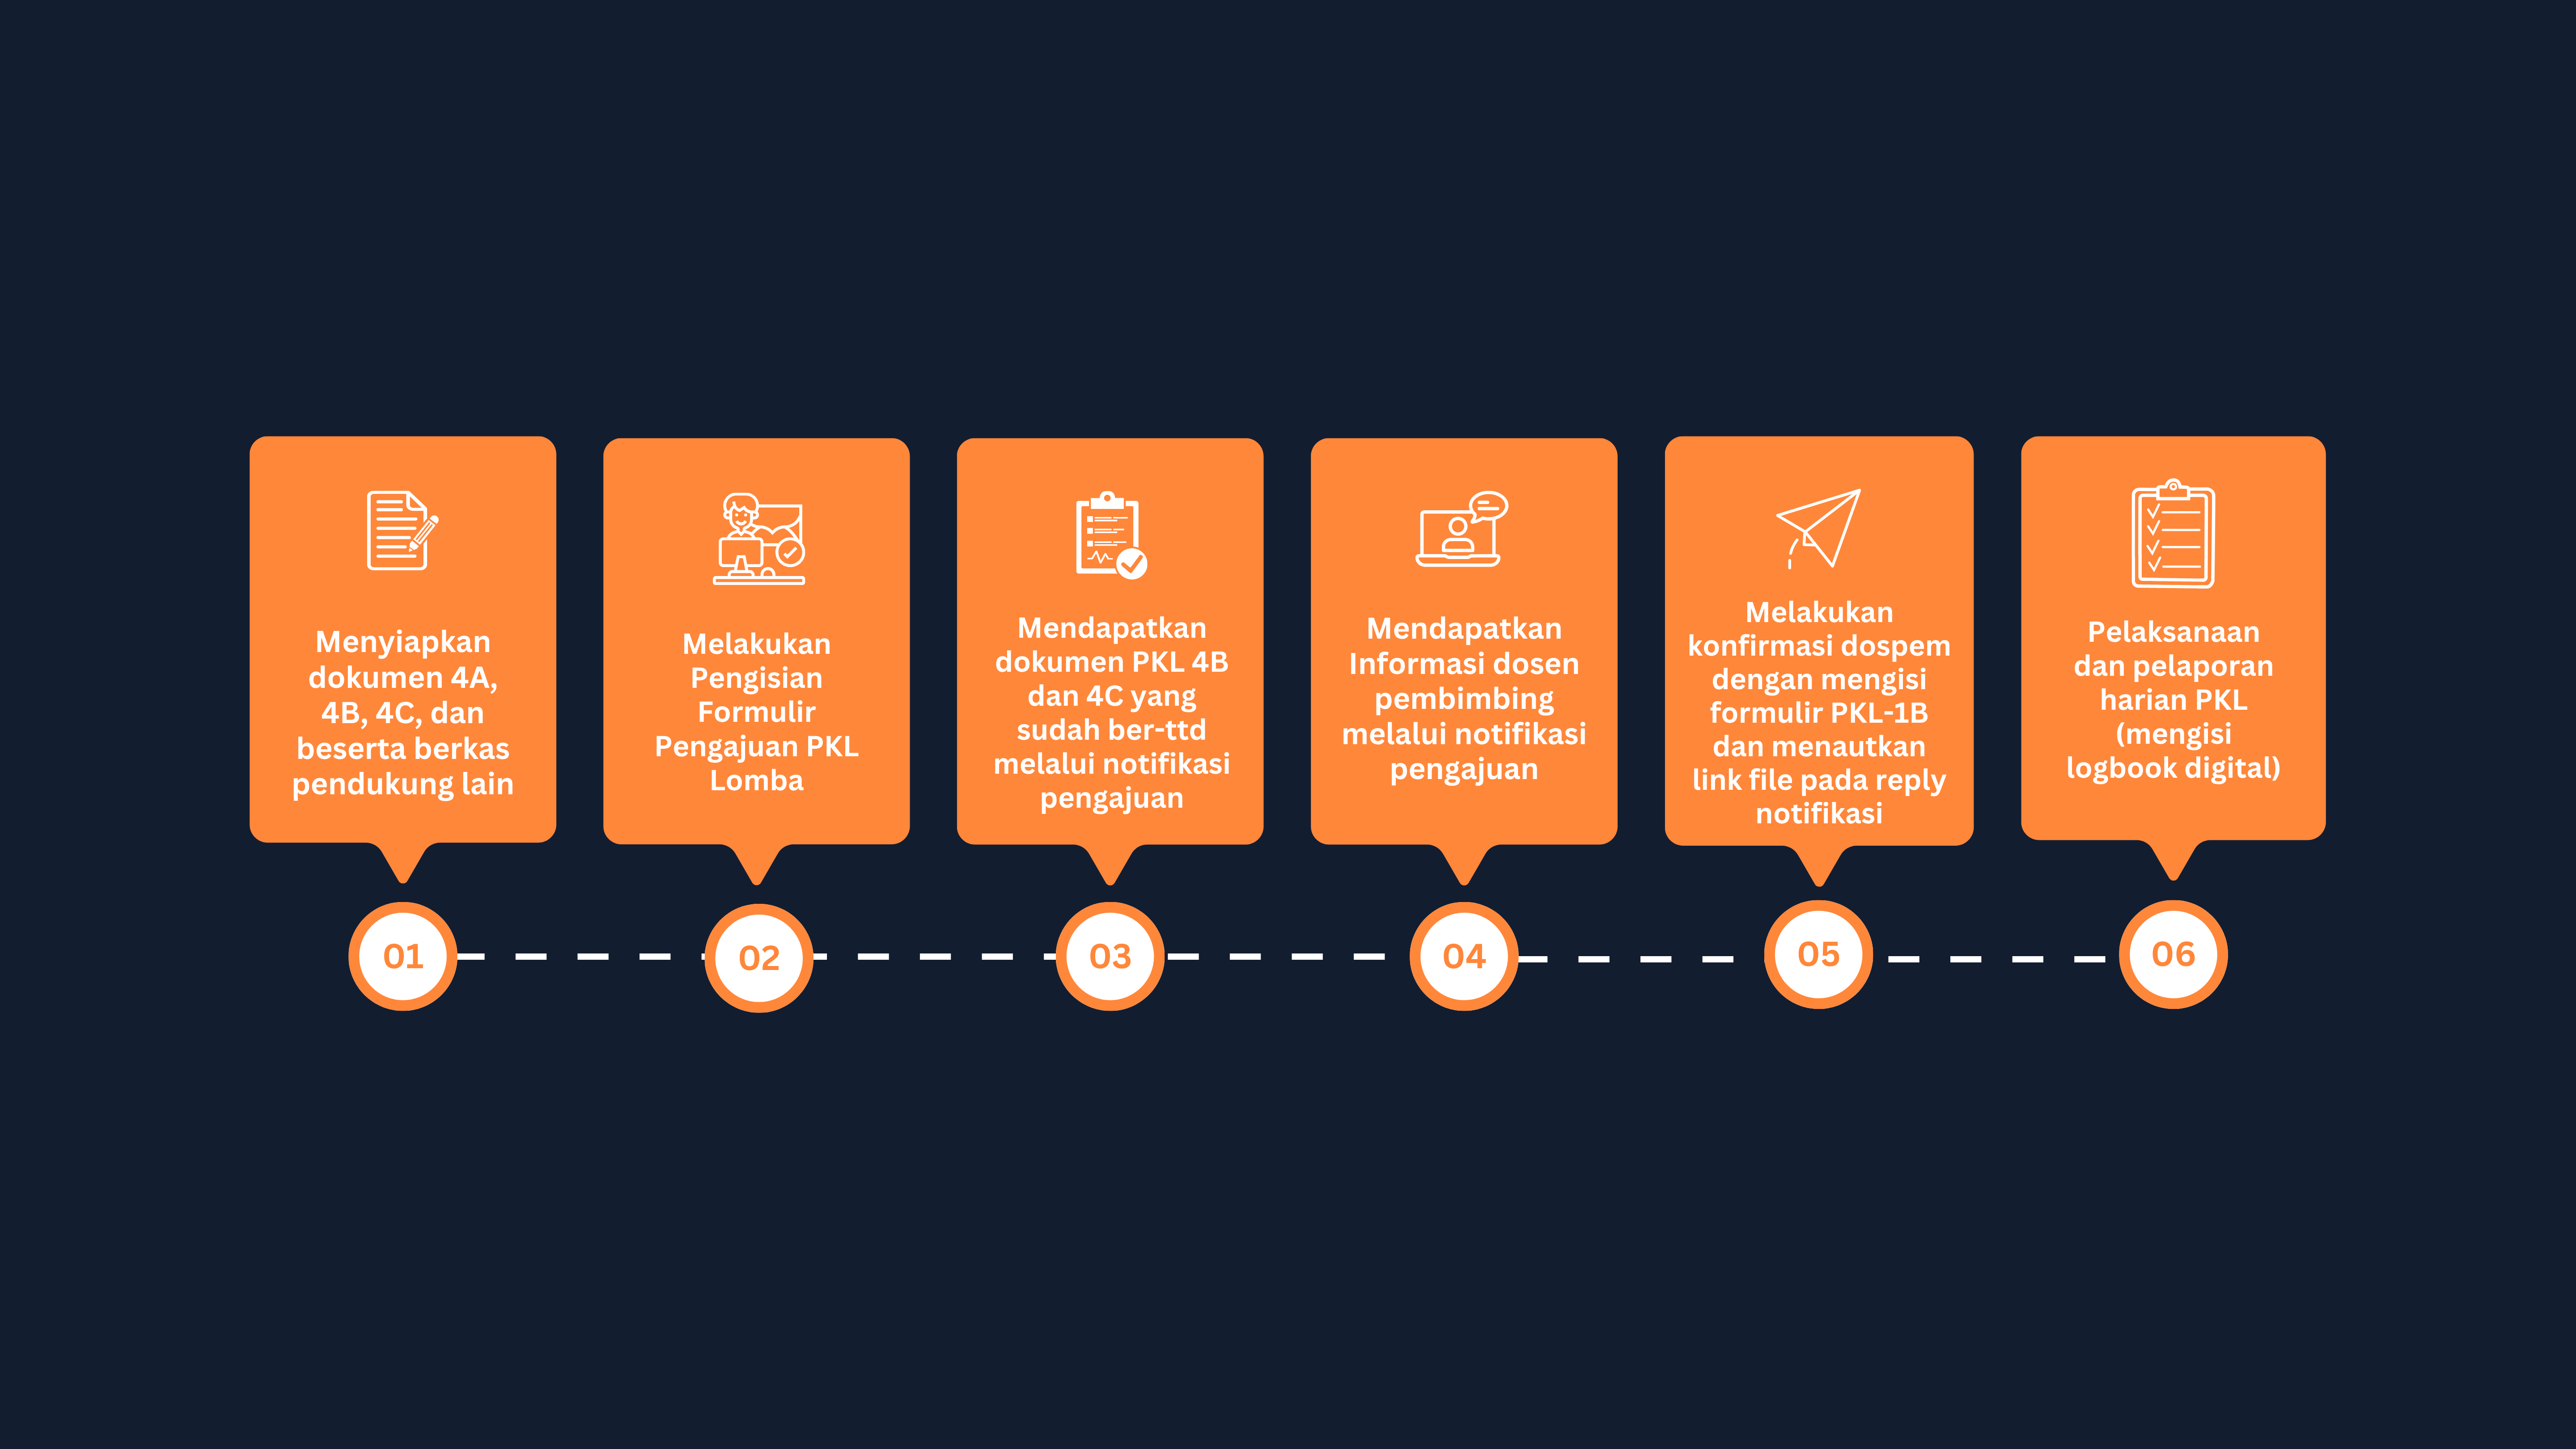 Menyiapkan
dokumen 4A,
4B, 4C, dan
beserta berkas
pendukung lain
01
Melakukan
Pengisian
Formulir
Pengajuan PKL
Lomba
02
Mendapatkan
dokumen PKL 4B
dan 4C yang
sudah ber-ttd
melalui notifikasi
pengajuan
03
Mendapatkan
Informasi dosen
pembimbing
melalui notifikasi
pengajuan
04
Melakukan
konfirmasi dospem
dengan mengisi
formulir PKL-1B
dan menautkan
link file pada reply
notifikasi
05
Pelaksanaan
dan pelaporan
harian PKL
(mengisi
logbook digital)
06